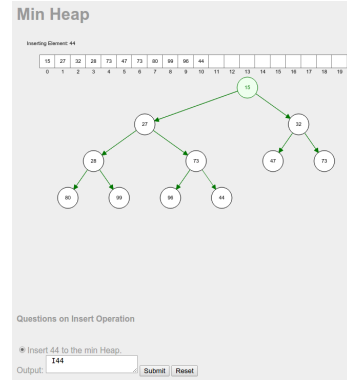 Min Heap
Inserting Element: 44
15 27 32 28 73 47 73 80 99 96 44
0 1 2 3 4 5 6 7 8 9 10 11 12 13 14 15 16 17 18 19
15
27 32
28 73 47 73
80 99 96 44
Questions on Insert Operation
Insert 44 to the min Heap.
I44
Output: Submit Reset